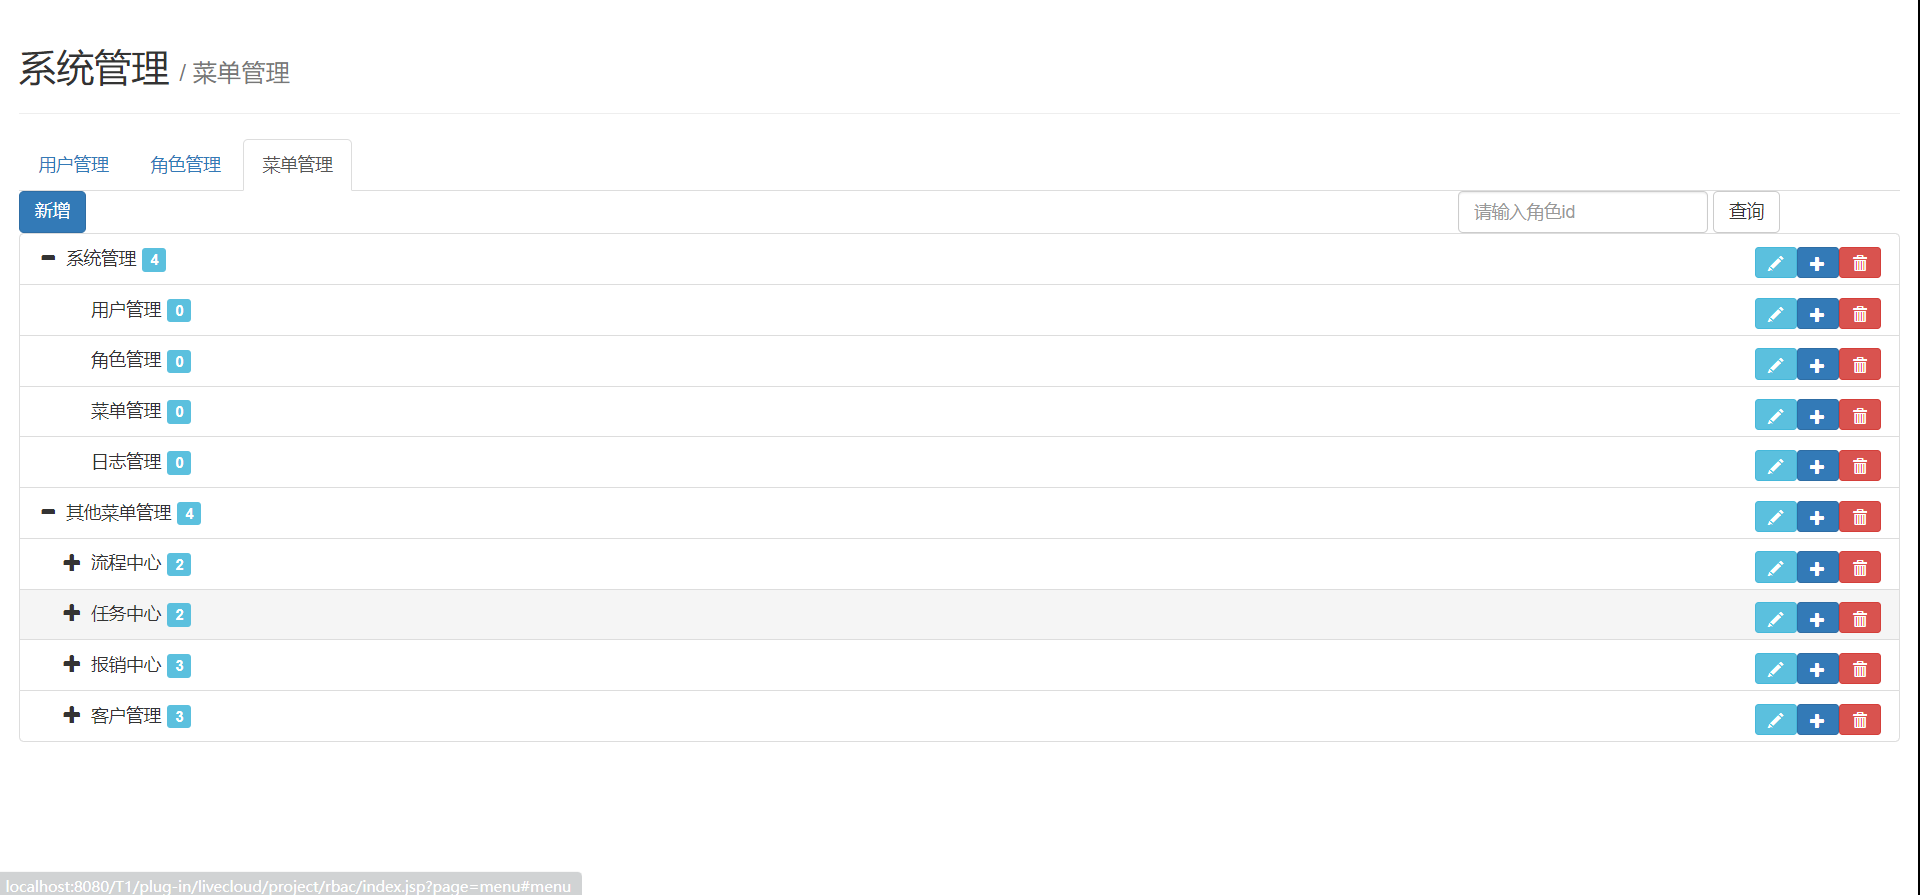 系统管理 / 菜单管理
用户管理 角色管理 菜单管理
新增 请输入角色id 查询
系统管理 4
用户管理 0
角色管理 0
菜单管理 0
日志管理 0
其他菜单管理 4
流程中心 2
任务中心 2
报销中心 3
客户管理 3
localhost:8080/T1/plug-in/livecloud/project/rbac/index.jsp?page=menu#menu